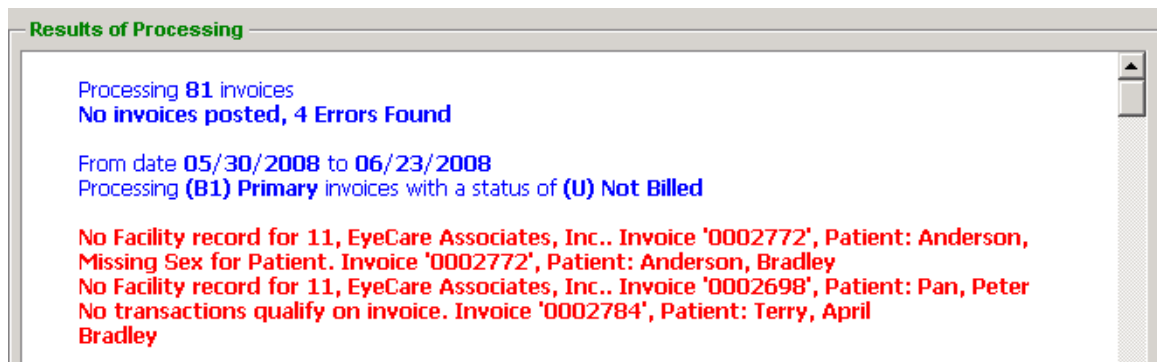 Results of Processing
Processing 81 invoices
No invoices posted, 4 Errors Found
From date 05/30/2008 to 06/23/2008
Processing (B1) Primary invoices with a status of (U) Not Billed
No Facility record for 11, EyeCare Associates, Inc.. Invoice '0002772', Patient: Anderson,
Missing Sex for Patient. Invoice '0002772', Patient: Anderson, Bradley
No Facility record for 11, EyeCare Associates, Inc.. Invoice '0002698', Patient: Pan, Peter
No transactions qualify on invoice. Invoice '0002784', Patient: Terry, April
Bradley